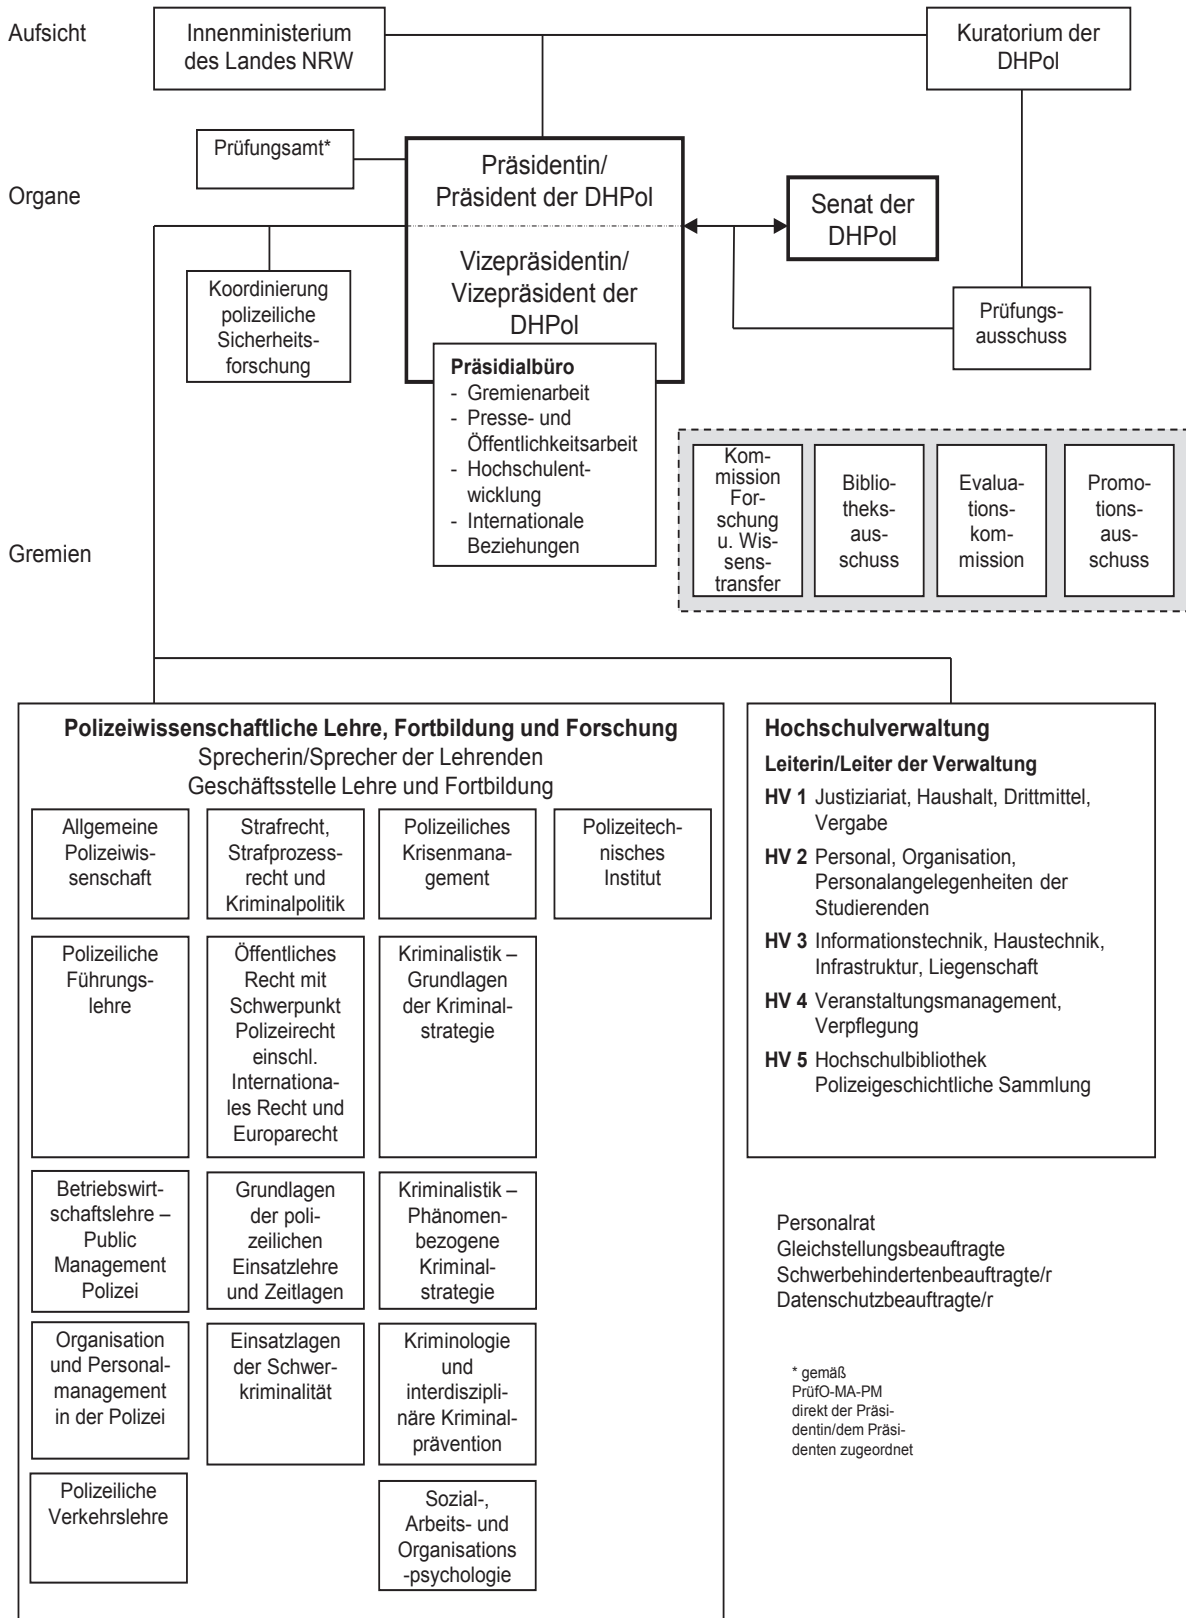 Aufsicht
Innenministerium
des Landes NRW
Kuratorium der
DHPol
Prüfungsamt*
Organe
Präsidentin/
Präsident der DHPol
Senat der
DHPol
Vizepräsidentin/
Vizepräsident der
DHPol
Koordinierung
polizeiliche
Sicherheits-
forschung
Prüfungs-
ausschuss
Präsidialbüro
- Gremienarbeit
- Presse- und
Öffentlichkeitsarbeit
- Hochschulent-
wicklung
- Internationale
Beziehungen
Gremien
Kom-
mission
For-
schung
u. Wis-
sens-
transfer
Biblio-
theks-
aus-
schuss
Evalua-
tions-
kom-
mission
Promo-
tions-
aus-
schuss
Polizeiwissenschaftliche Lehre, Fortbildung und Forschung
Sprecherin/Sprecher der Lehrenden
Geschäftsstelle Lehre und Fortbildung
Allgemeine
Polizeiwis-
senschaft
Strafrecht,
Strafprozess-
recht und
Kriminalpolitik
Polizeiliches
Krisenmana-
gement
Polizeitech-
nisches
Institut
Polizeiliche
Führungs-
lehre
Öffentliches
Recht mit
Schwerpunkt
Polizeirecht
einschl.
Internationa-
les Recht und
Europarecht
Kriminalistik –
Grundlagen
der Kriminal-
strategie
Betriebswirt-
schaftslehre –
Public
Management
Polizei
Grundlagen
der poli-
zeilichen
Einsatzlehre
und Zeitlagen
Kriminalistik –
Phänomen-
bezogene
Kriminal-
strategie
Organisation
und Personal-
management
in der Polizei
Einsatzlagen
der Schwer-
kriminalität
Kriminologie
und
interdiszipli-
näre Kriminal-
prävention
Polizeiliche
Verkehrslehre
Sozial-,
Arbeits- und
Organisations
-psychologie
Hochschulverwaltung
Leiterin/Leiter der Verwaltung
HV 1 Justiziariat, Haushalt, Drittmittel,
Vergabe
HV 2 Personal, Organisation,
Personalangelegenheiten der
Studierenden
HV 3 Informationstechnik, Haustechnik,
Infrastruktur, Liegenschaft
HV 4 Veranstaltungsmanagement,
Verpflegung
HV 5 Hochschulbibliothek
Polizeigeschichtliche Sammlung
Personalrat
Gleichstellungsbeauftragte
Schwerbehindertenbeauftragte/r
Datenschutzbeauftragte/r
* gemäß
PrüfO-MA-PM
direkt der Präsi-
dentin/dem Präsi-
denten zugeordnet